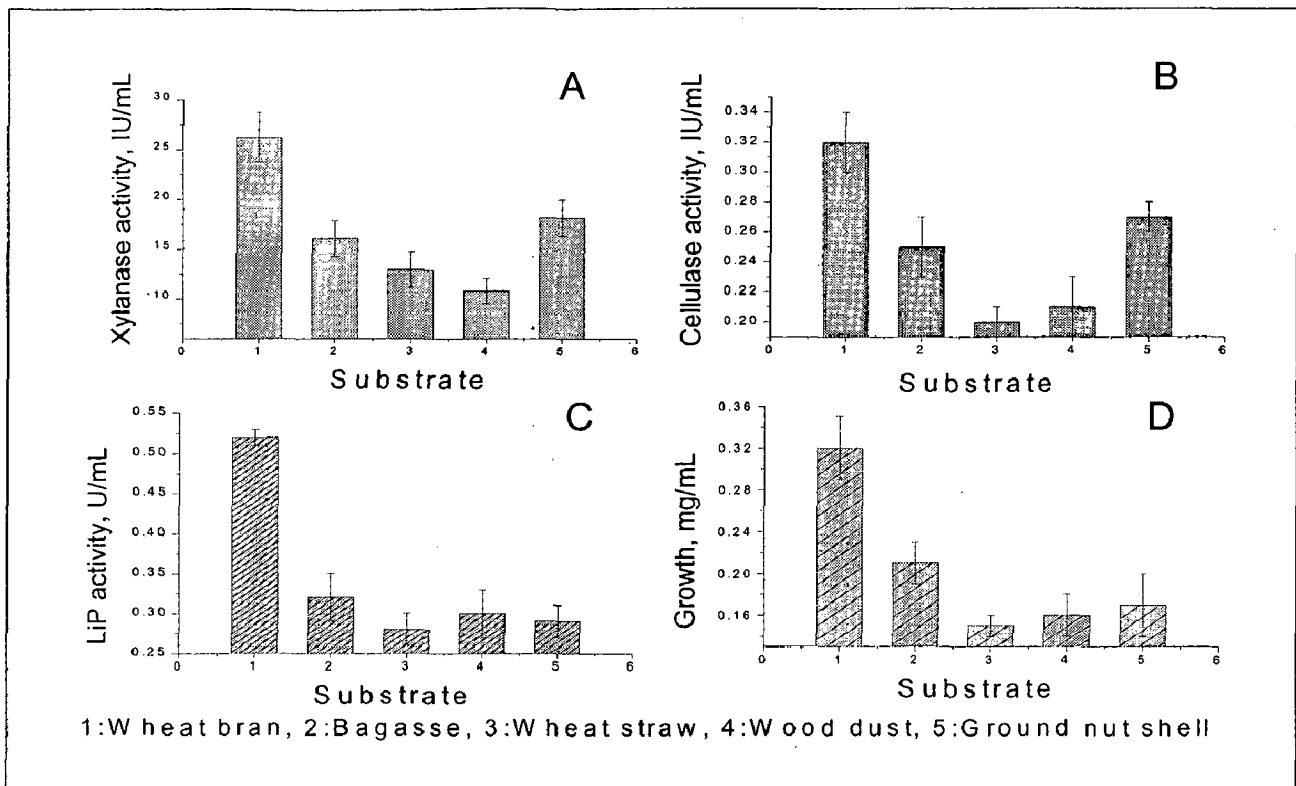 A
Xylanase activity, IU/mL
30
25
20
15
-10
0 1 2 3 4 5 6
Substrate
B
Cellulase activity, IU/mL
0.34
0.32
0.30
0.28
0.26
0.24
0.22
0.20
0 1 2 3 4 5 6
Substrate
C
LiP activity, U/mL
0.55
0.50
0.45
0.40
0.35
0.30
0.25
0 1 2 3 4 5 6
Substrate
D
Growth, mg/mL
0.36
0.32
0.28
0.24
0.20
0.16
0 1 2 3 4 5 6
Substrate
1:Wheat bran, 2:Bagasse, 3:Wheat straw, 4:Wood dust, 5:Ground nut shell